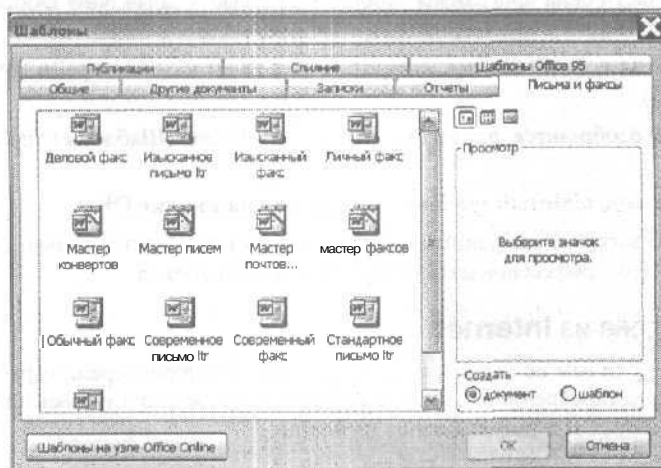 Шаблоны
Публикации Слияние Шаблоны Office 95
Общие Другие документы Записки Отчеты Письма и факсы
Деловой факс Изысканное письмо ltr Изысканный факс Личный факс
Просмотр
Мастер конвертов Мастер писем Мастер почтов... мастер факсов
Выберите значок
для просмотра.
Обычный факс Современное письмо ltr Современный факс Стандартное письмо ltr
Создать
документ шаблон
Шаблоны на узле Office Online OK Отмена